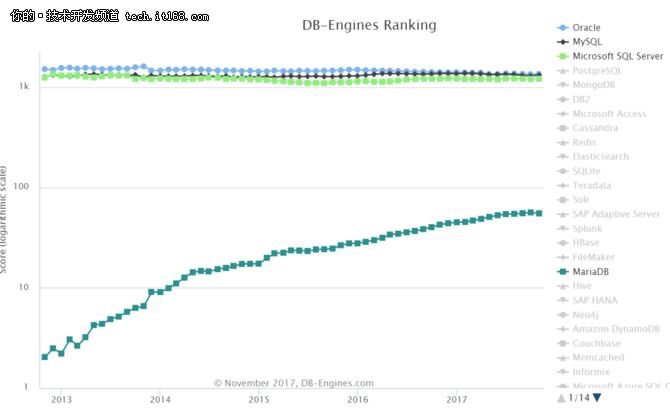 你的·技术开发频道 tech.it168.com
DB-Engines Ranking
Score (logarithmic scale)
1k
100
10
1
2013
2014
2015
2016
2017
© November 2017, DB-Engines.com
Oracle
MySQL
Microsoft SQL Server
PostgreSQL
MongoDB
DB2
Microsoft Access
Cassandra
Redis
Elasticsearch
SQLite
Teradata
Solr
SAP Adaptive Server
Splunk
HBase
FileMaker
MariaDB
Hive
SAP HANA
Neo4j
Amazon DynamoDB
Couchbase
Memcached
Informix
Microsoft Azure SQL D
1/14